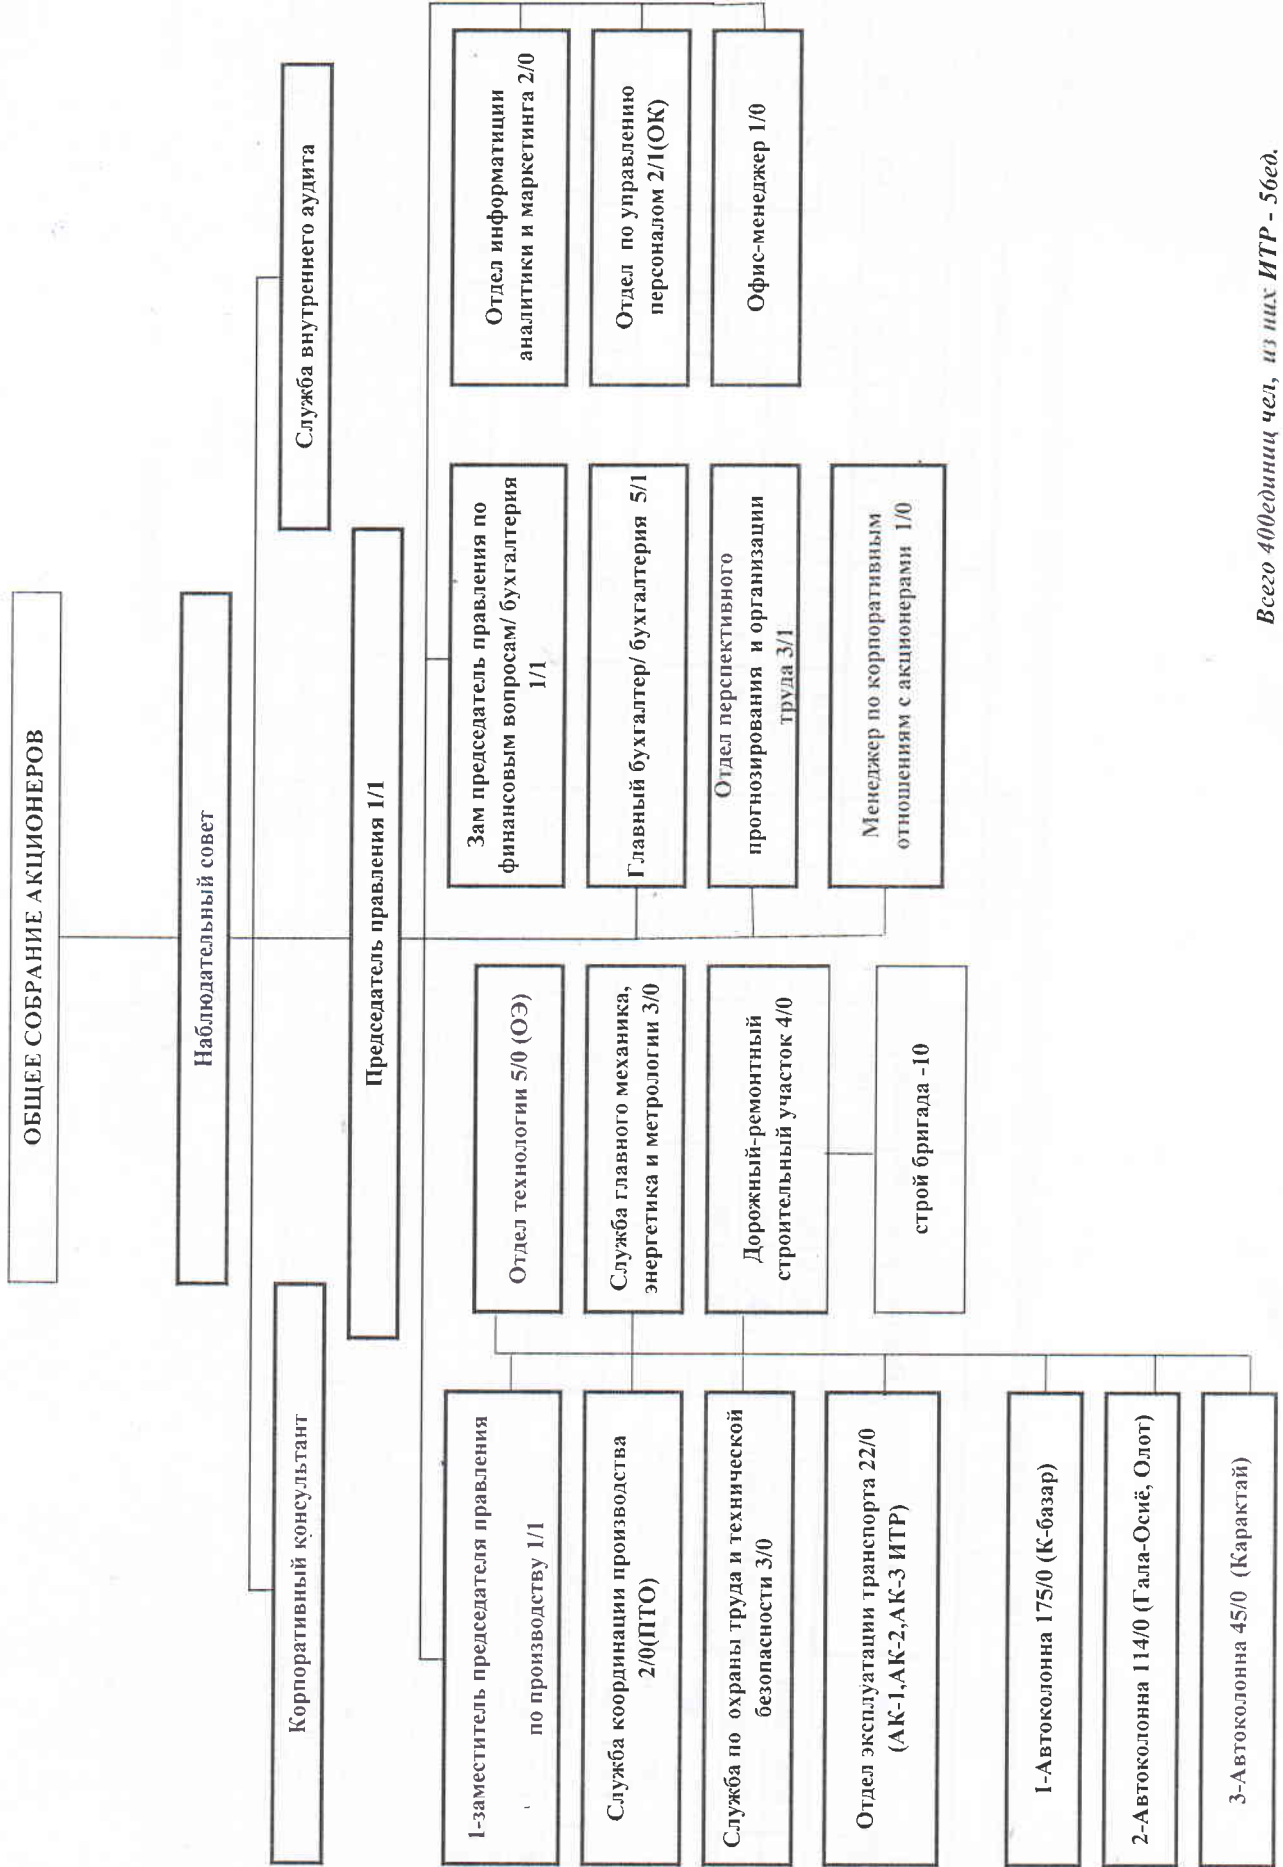 ОБЩЕЕ СОБРАНИЕ АКЦИОНЕРОВ
Наблюдательный совет
Корпоративный консультант
Служба внутреннего аудита
Председатель правления 1/1
1-заместитель председателя правления
по производству 1/1
Служба координации производства
2/0(ПТО)
Служба по охраны труда и технической
безопасности 3/0
Отдел эксплуатации транспорта 22/0
(АК-1,АК-2,АК-3 ИТР)
1-Автоколонна 175/0 (К-базар)
2-Автоколонна 114/0 (Гала-Осиё, Олот)
3-Автоколонна 45/0 (Карактай)
Отдел технологии 5/0 (ОЭ)
Служба главного механика,
энергетика и метрологии 3/0
Дорожный-ремонтный
строительный участок 4/0
строй бригада -10
Зам председатель правления по
финансовым вопросам/ бухгалтерия
1/1
Главный бухгалтер/ бухгалтерия 5/1
Отдел перспективного
прогнозирования и организации
труда 3/1
Менеджер по корпоративным
отношениям с акционерами 1/0
Отдел информатиции
аналитики и маркетинга 2/0
Отдел по управлению
персоналом 2/1(ОК)
Офис-менеджер 1/0
Всего 400единиц чел, из них ИТР - 56ед.